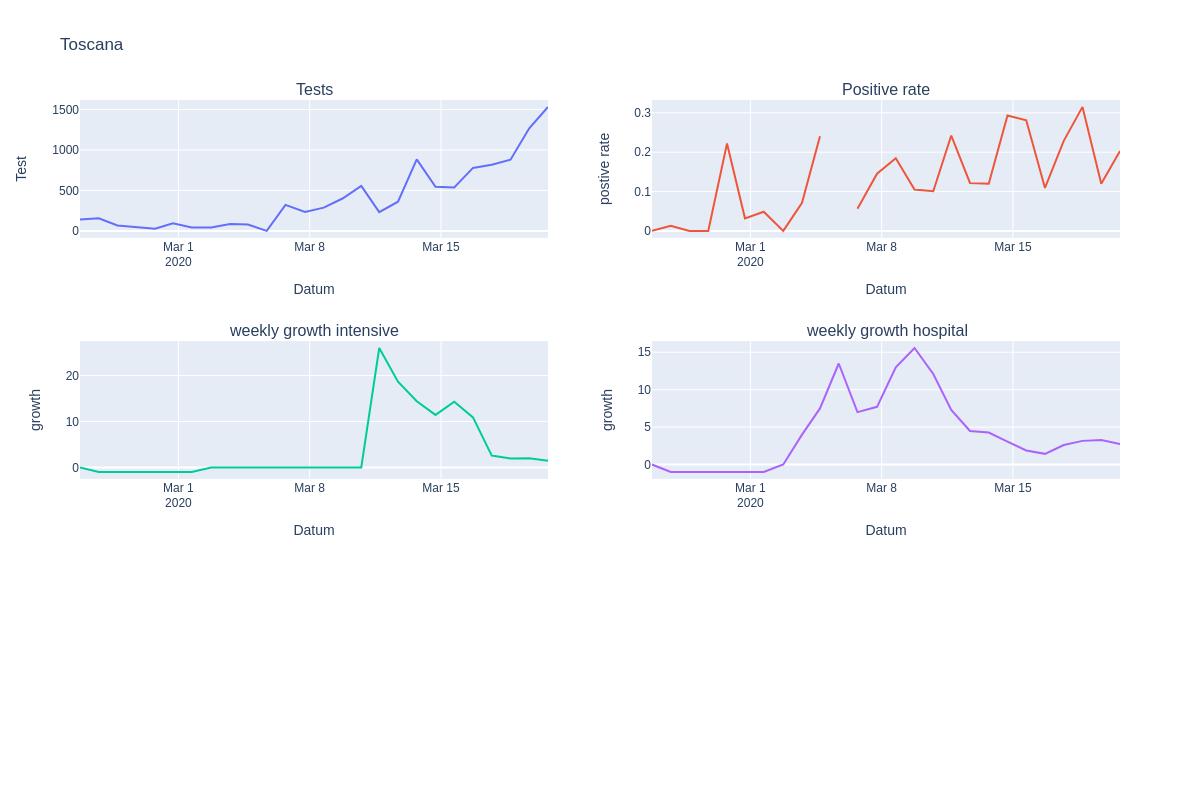 Toscana
Tests
Test
1500
1000
500
0
Mar 1
2020
Mar 8
Mar 15
Datum
Positive rate
postive rate
0.3
0.2
0.1
0
Mar 1
2020
Mar 8
Mar 15
Datum
weekly growth intensive
growth
20
10
0
Mar 1
2020
Mar 8
Mar 15
Datum
weekly growth hospital
growth
15
10
5
0
Mar 1
2020
Mar 8
Mar 15
Datum